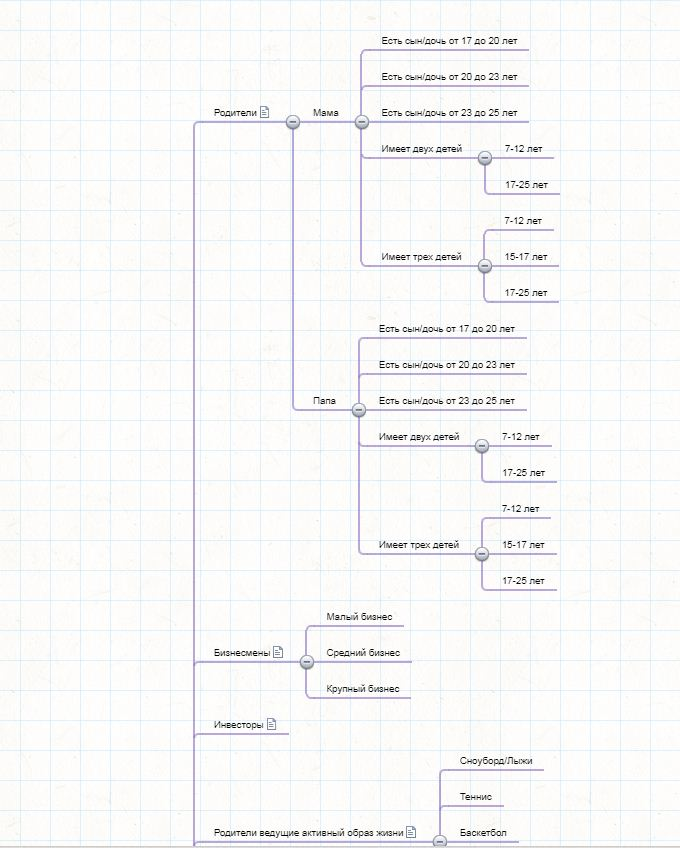 Есть сын/дочь от 17 до 20 лет
Есть сын/дочь от 20 до 23 лет
Родители
Мама
Есть сын/дочь от 23 до 25 лет
Имеет двух детей
7-12 лет
17-25 лет
7-12 лет
Имеет трех детей
15-17 лет
17-25 лет
Есть сын/дочь от 17 до 20 лет
Есть сын/дочь от 20 до 23 лет
Папа
Есть сын/дочь от 23 до 25 лет
Имеет двух детей
7-12 лет
17-25 лет
7-12 лет
Имеет трех детей
15-17 лет
17-25 лет
Малый бизнес
Бизнесмены
Средний бизнес
Крупный бизнес
Инвесторы
Сноуборд/Лыжи
Теннис
Родители ведущие активный образ жизни
Баскетбол